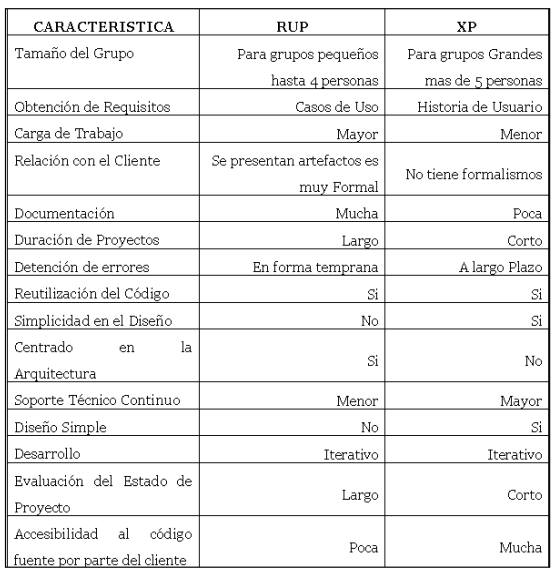 CARACTERISTICA RUP XP
Tamaño del Grupo Para grupos pequeños Para grupos Grandes
hasta 4 personas mas de 5 personas
Obtención de Requisitos Casos de Uso Historia de Usuario
Carga de Trabajo Mayor Menor
Relación con el Cliente Se presentan artefactos es
muy Formal No tiene formalismos
Documentación Mucha Poca
Duración de Proyectos Largo Corto
Detención de errores En forma temprana A largo Plazo
Reutilización del Código Si Si
Simplicidad en el Diseño No Si
Centrado en la
Arquitectura Si No
Soporte Técnico Continuo Menor Mayor
Diseño Simple No Si
Desarrollo Iterativo Iterativo
Evaluación del Estado de
Proyecto Largo Corto
Accesibilidad al código
fuente por parte del cliente Poca Mucha